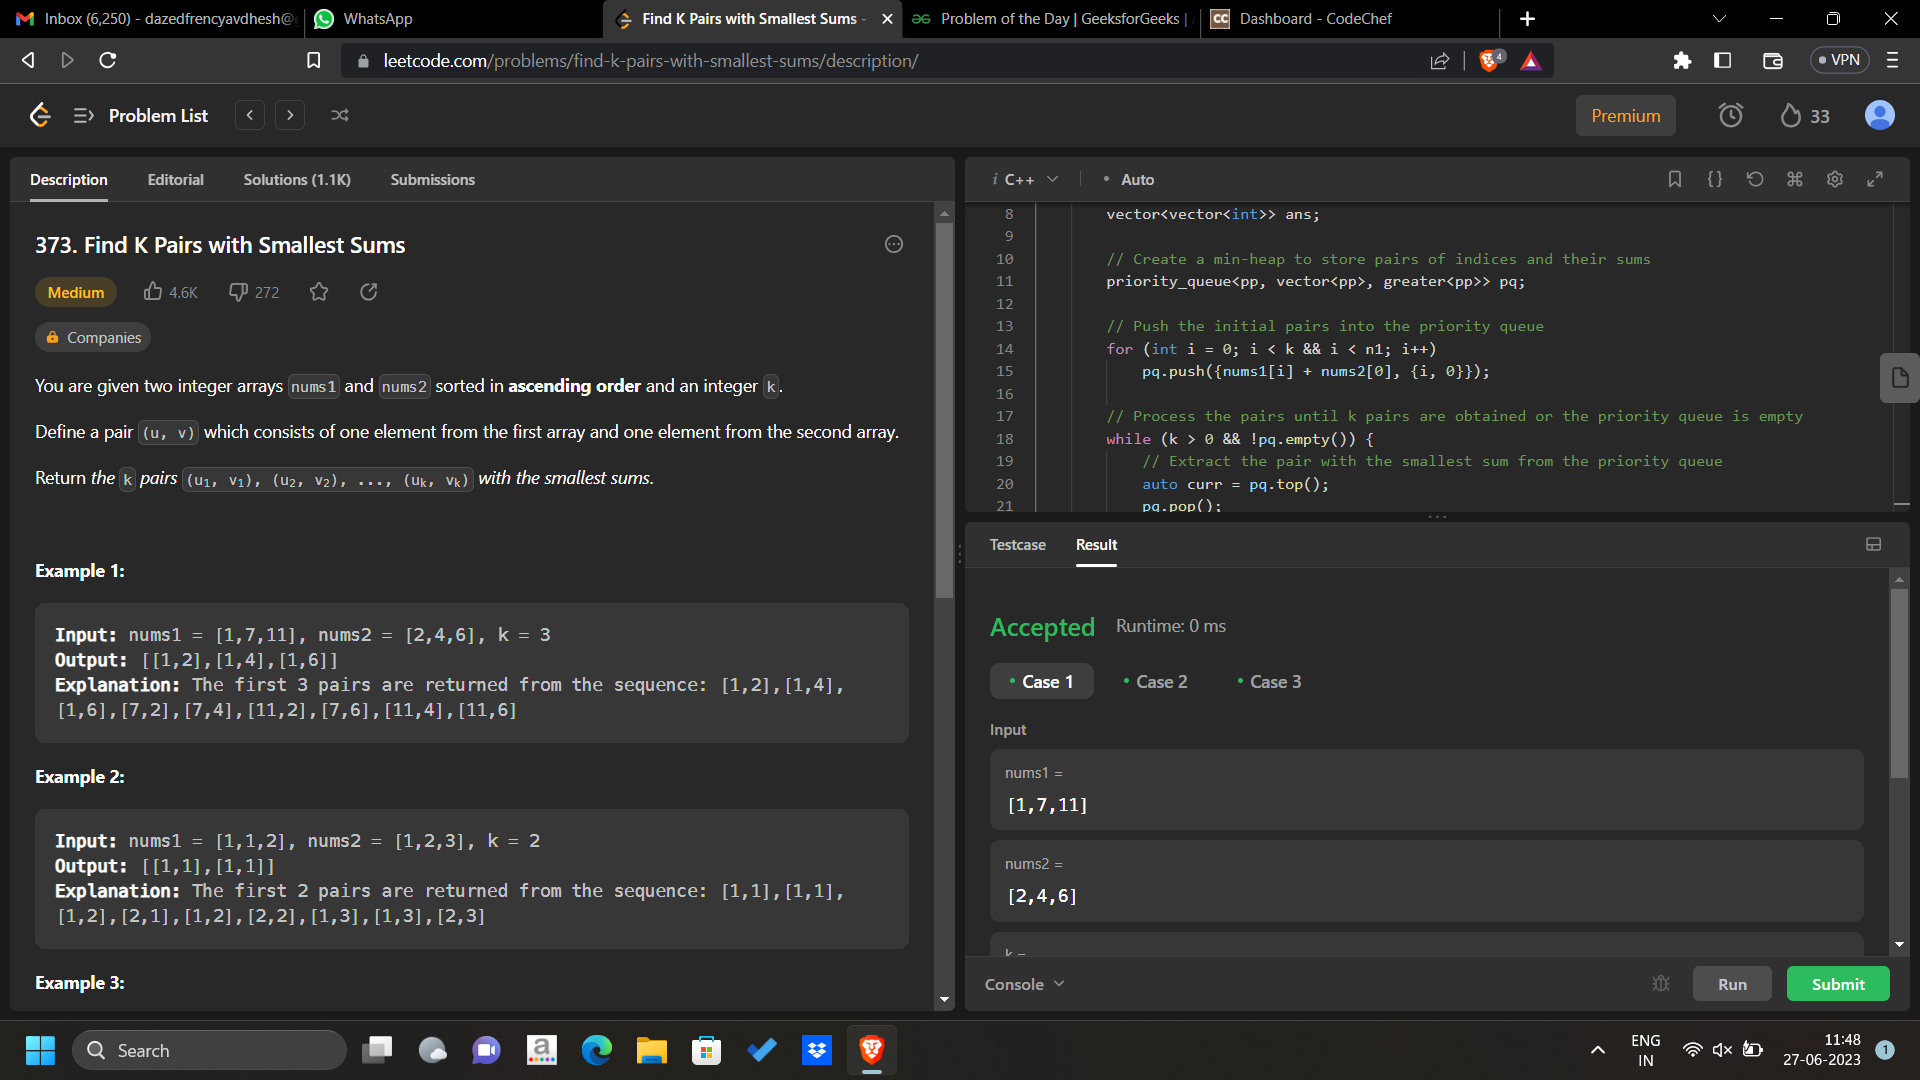 Inbox (6,250) - dazedfrencyavdhesh@
WhatsApp
Find K Pairs with Smallest Sums -
Problem of the Day | GeeksforGeeks |
CC Dashboard - CodeChef
leetcode.com/problems/find-k-pairs-with-smallest-sums/description/
4
VPN
Problem List
Premium
33
Description
Editorial
Solutions (1.1K)
Submissions
373. Find K Pairs with Smallest Sums
Medium
4.6K
272
Companies
You are given two integer arrays nums1 and nums2 sorted in ascending order and an integer k.
Define a pair (u, v) which consists of one element from the first array and one element from the second array.
Return the k pairs (u₁, v₁), (u₂, v₂), ..., (uₖ, vₖ) with the smallest sums.
Example 1:
Input: nums1 = [1,7,11], nums2 = [2,4,6], k = 3
Output: [[1,2],[1,4],[1,6]]
Explanation: The first 3 pairs are returned from the sequence: [1,2],[1,4],
[1,6],[7,2],[7,4],[11,2],[7,6],[11,4],[11,6]
Example 2:
Input: nums1 = [1,1,2], nums2 = [1,2,3], k = 2
Output: [[1,1],[1,1]]
Explanation: The first 2 pairs are returned from the sequence: [1,1],[1,1],
[1,2],[2,1],[1,2],[2,2],[1,3],[1,3],[2,3]
Example 3:
i C++
• Auto
8 vector<vector<int>> ans;
9
10 // Create a min-heap to store pairs of indices and their sums
11 priority_queue<pp, vector<pp>, greater<pp>> pq;
12
13 // Push the initial pairs into the priority queue
14 for (int i = 0; i < k && i < n1; i++)
15 pq.push({nums1[i] + nums2[0], {i, 0}});
16
17 // Process the pairs until k pairs are obtained or the priority queue is empty
18 while (k > 0 && !pq.empty()) {
19 // Extract the pair with the smallest sum from the priority queue
20 auto curr = pq.top();
21 pq.pop();
Testcase
Result
Accepted Runtime: 0 ms
• Case 1
• Case 2
• Case 3
Input
nums1 =
[1,7,11]
nums2 =
[2,4,6]
k =
Console
Run
Submit
Search
a
ENG
IN
11:48
27-06-2023
1